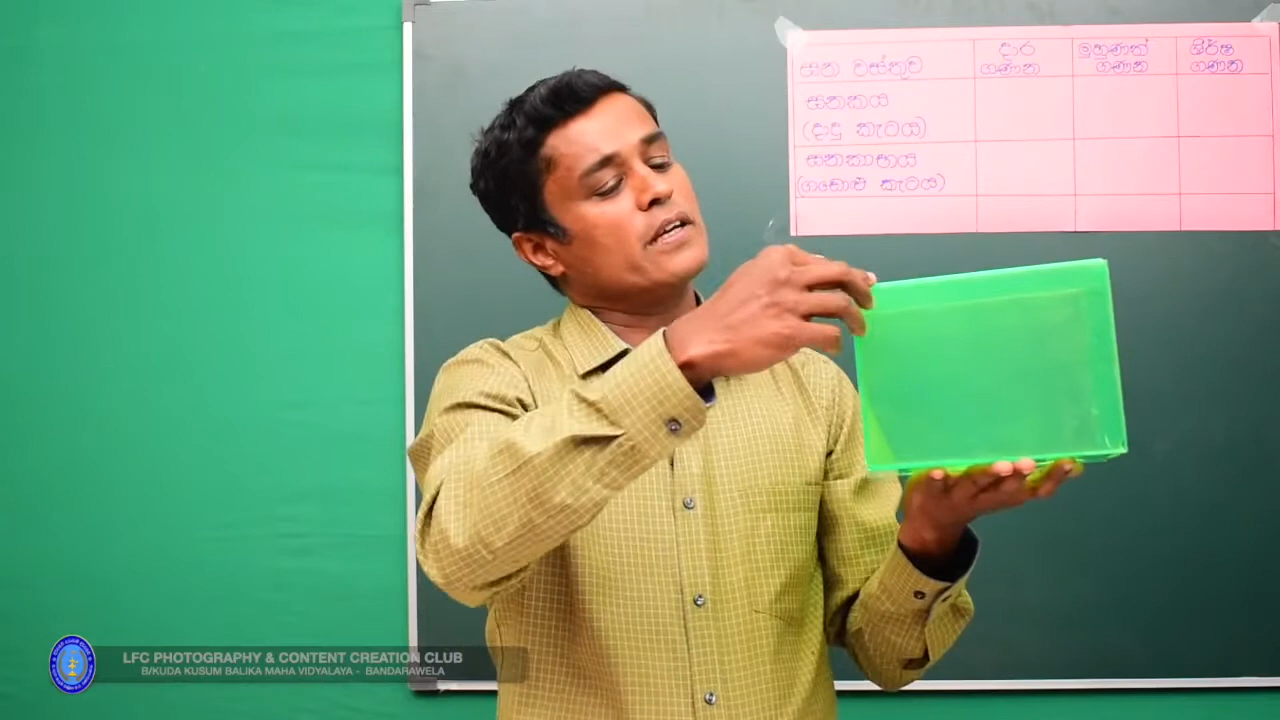 ඝන වස්තුව
දාර
ගණන
මුහුණත්
ගණන
ශීර්ෂ
ගණන
ඝනකය
(දාදු කැටය)
ඝනකාභය
(ගඩොල් කැටය)
LFC PHOTOGRAPHY & CONTENT CREATION CLUB
B/KUDA KUSUM BALIKA MAHA VIDYALAYA - BANDARAWELA